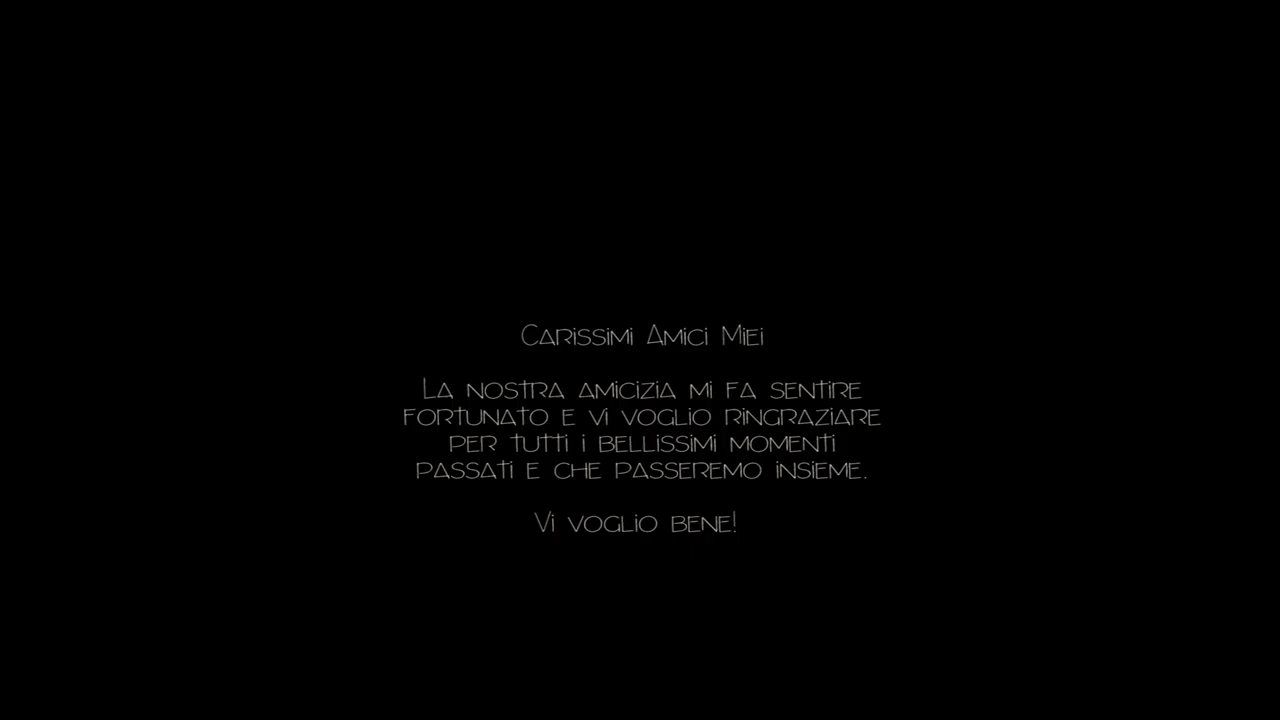 Carissimi Amici Miei
La nostra amicizia mi fa sentire
fortunato e vi voglio ringraziare
per tutti i bellissimi momenti
passati e che passeremo insieme.
Vi voglio bene!